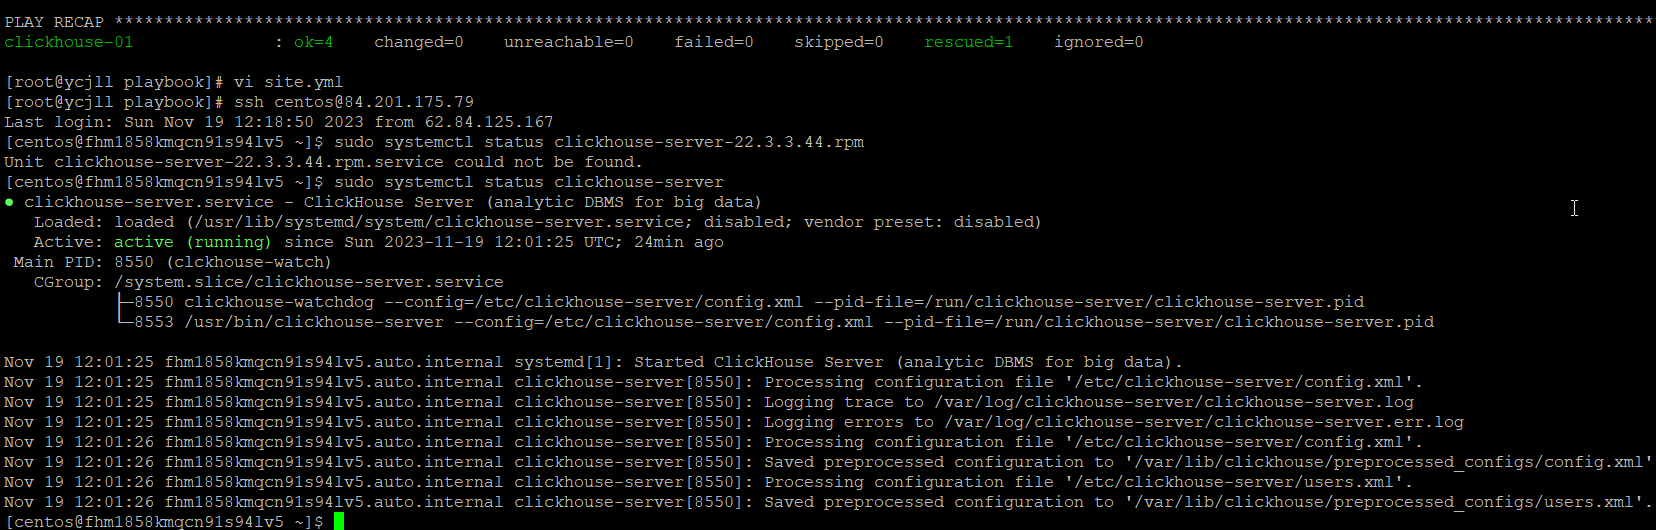 PLAY RECAP *********************************************************************************************************************************************************
clickhouse-01              : ok=4    changed=0    unreachable=0    failed=0    skipped=0    rescued=1    ignored=0
[root@ycjll playbook]# vi site.yml
[root@ycjll playbook]# ssh centos@84.201.175.79
Last login: Sun Nov 19 12:18:50 2023 from 62.84.125.167
[centos@fhm1858kmqcn91s94lv5 ~]$ sudo systemctl status clickhouse-server-22.3.3.44.rpm
Unit clickhouse-server-22.3.3.44.rpm.service could not be found.
[centos@fhm1858kmqcn91s94lv5 ~]$ sudo systemctl status clickhouse-server
● clickhouse-server.service - ClickHouse Server (analytic DBMS for big data)
   Loaded: loaded (/usr/lib/systemd/system/clickhouse-server.service; disabled; vendor preset: disabled)
   Active: active (running) since Sun 2023-11-19 12:01:25 UTC; 24min ago
 Main PID: 8550 (clckhouse-watch)
   CGroup: /system.slice/clickhouse-server.service
           ├─8550 clickhouse-watchdog --config=/etc/clickhouse-server/config.xml --pid-file=/run/clickhouse-server/clickhouse-server.pid
           └─8553 /usr/bin/clickhouse-server --config=/etc/clickhouse-server/config.xml --pid-file=/run/clickhouse-server/clickhouse-server.pid
Nov 19 12:01:25 fhm1858kmqcn91s94lv5.auto.internal systemd[1]: Started ClickHouse Server (analytic DBMS for big data).
Nov 19 12:01:25 fhm1858kmqcn91s94lv5.auto.internal clickhouse-server[8550]: Processing configuration file '/etc/clickhouse-server/config.xml'.
Nov 19 12:01:25 fhm1858kmqcn91s94lv5.auto.internal clickhouse-server[8550]: Logging trace to /var/log/clickhouse-server/clickhouse-server.log
Nov 19 12:01:25 fhm1858kmqcn91s94lv5.auto.internal clickhouse-server[8550]: Logging errors to /var/log/clickhouse-server/clickhouse-server.err.log
Nov 19 12:01:26 fhm1858kmqcn91s94lv5.auto.internal clickhouse-server[8550]: Processing configuration file '/etc/clickhouse-server/config.xml'.
Nov 19 12:01:26 fhm1858kmqcn91s94lv5.auto.internal clickhouse-server[8550]: Saved preprocessed configuration to '/var/lib/clickhouse/preprocessed_configs/config.xml'
Nov 19 12:01:26 fhm1858kmqcn91s94lv5.auto.internal clickhouse-server[8550]: Processing configuration file '/etc/clickhouse-server/users.xml'.
Nov 19 12:01:26 fhm1858kmqcn91s94lv5.auto.internal clickhouse-server[8550]: Saved preprocessed configuration to '/var/lib/clickhouse/preprocessed_configs/users.xml'.
[centos@fhm1858kmqcn91s94lv5 ~]$